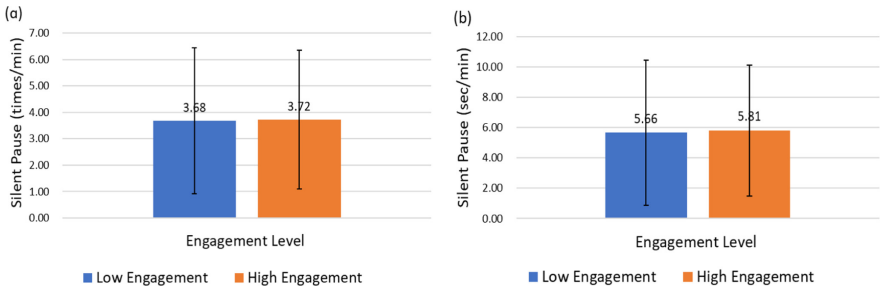 (a)
7.00
6.00
5.00
4.00
3.00
2.00
1.00
0.00
Silent Pause (times/min)
3.68
3.72
Engagement Level
Low Engagement
High Engagement
(b)
12.00
10.00
8.00
6.00
4.00
2.00
0.00
Silent Pause (sec/min)
5.66
5.81
Engagement Level
Low Engagement
High Engagement